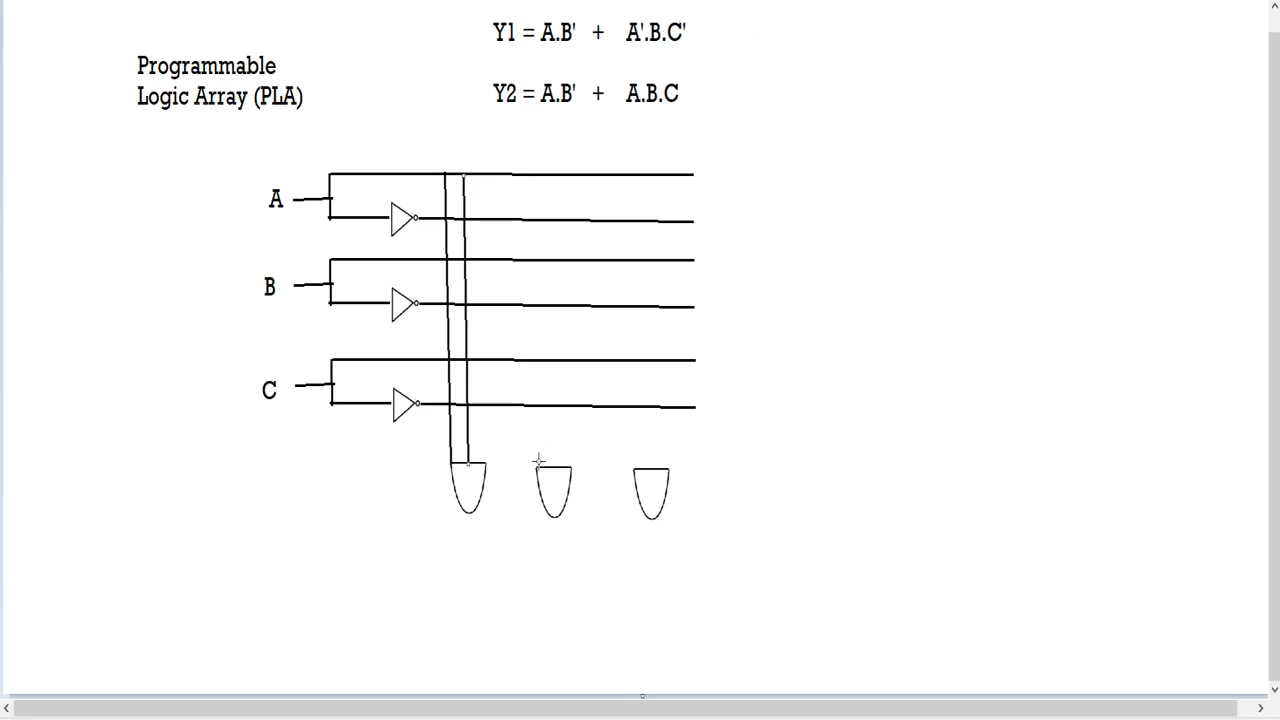 Y1 = A.B' + A'.B.C'
Programmable
Logic Array (PLA)
Y2 = A.B' + A.B.C
A
B
C